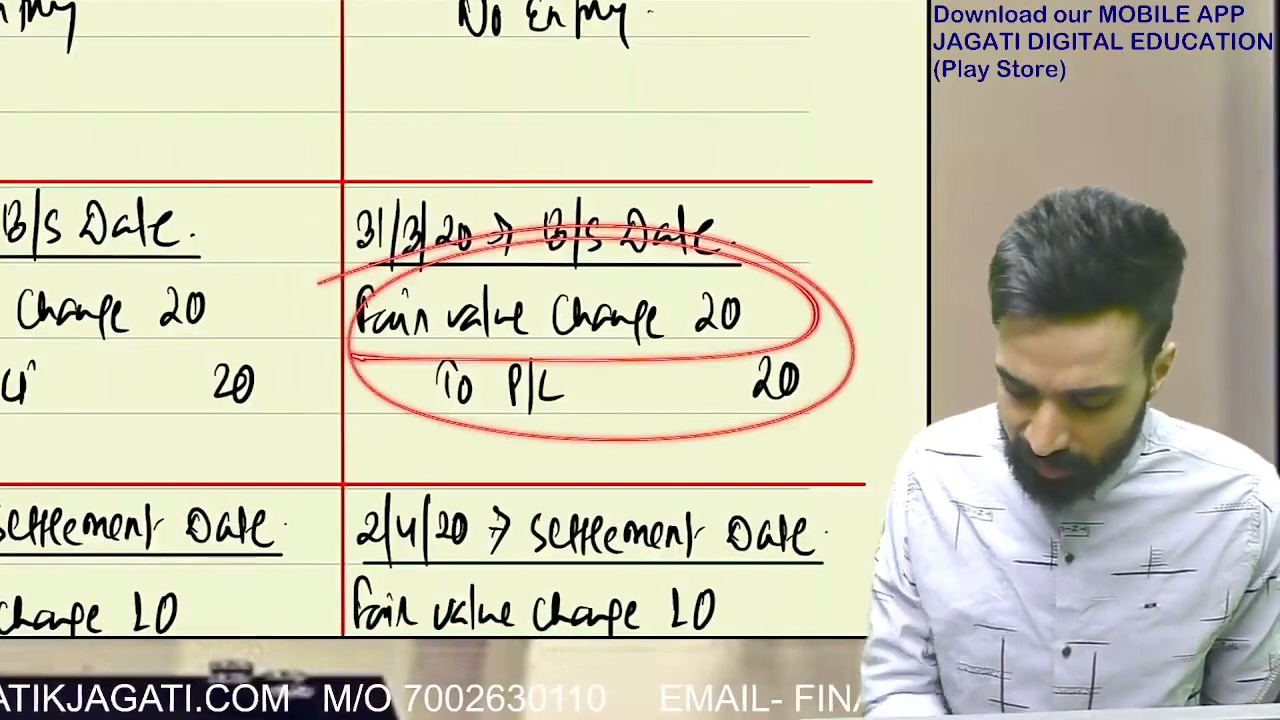 No Entry.
Download our MOBILE APP
JAGATI DIGITAL EDUCATION
(Play Store)
B/S Date.
Change 20
20
31/3/20 → B/S Date.
Fair value Change 20
To P/L 20
Settlement Date.
change 10
2/4/20 → Settlement Date.
Fair value change 10
ATIKJAGATI.COM M/O 7002630110 EMAIL- FINA